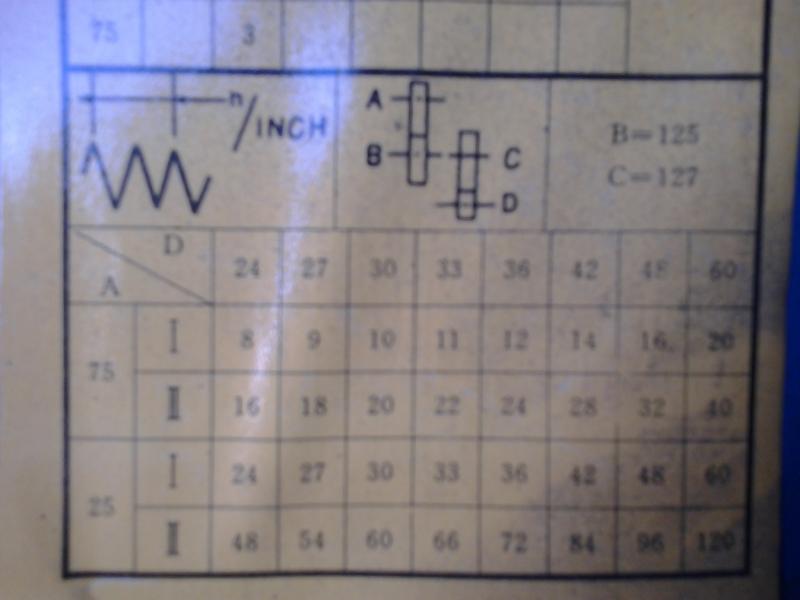 75 3
n/INCH
A
B C
D
B=125
C=127
D
A
24 27 30 33 36 42 48 60
75
I 8 9 10 11 12 14 16 20
II 16 18 20 22 24 28 32 40
25
I 24 27 30 33 36 42 48 60
II 48 54 60 66 72 84 96 120